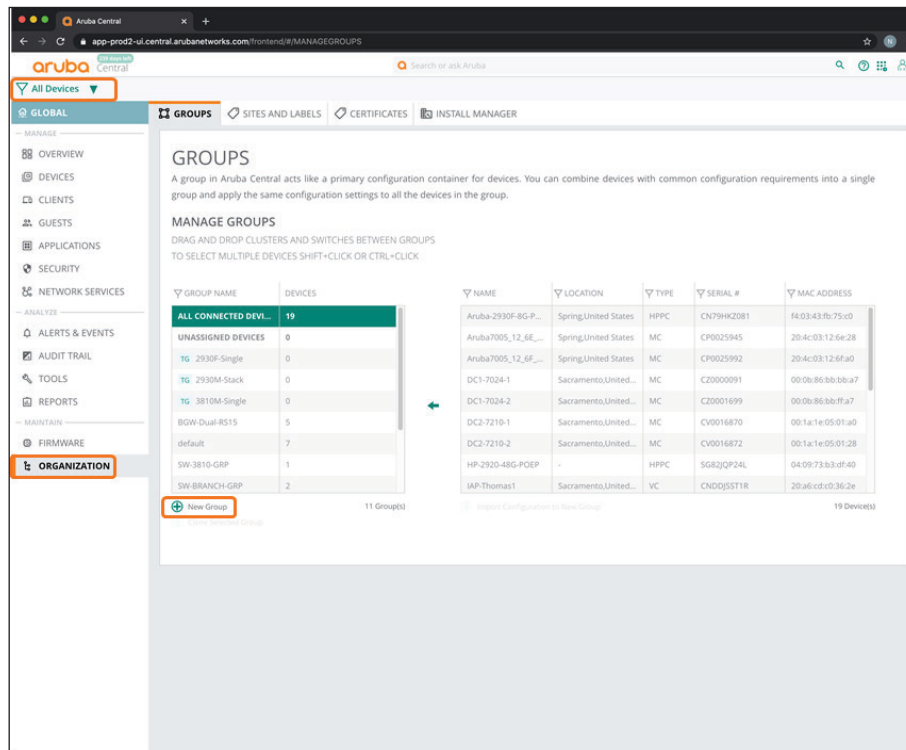 Aruba Central
app-prod2-ui.central.arubanetworks.com/frontend/#/MANAGEGROUPS
N
aruba Central
Search or ask Aruba
All Devices
GLOBAL
GROUPS SITES AND LABELS CERTIFICATES INSTALL MANAGER
MANAGE
OVERVIEW
DEVICES
CLIENTS
GUESTS
APPLICATIONS
SECURITY
NETWORK SERVICES
ANALYZE
ALERTS & EVENTS
AUDIT TRAIL
TOOLS
REPORTS
MAINTAIN
FIRMWARE
ORGANIZATION
GROUPS
A group in Aruba Central acts like a primary configuration container for devices. You can combine devices with common configuration requirements into a single
group and apply the same configuration settings to all the devices in the group.
MANAGE GROUPS
DRAG AND DROP CLUSTERS AND SWITCHES BETWEEN GROUPS
TO SELECT MULTIPLE DEVICES SHIFT+CLICK OR CTRL+CLICK
GROUP NAME DEVICES
ALL CONNECTED DEVI... 19
UNASSIGNED DEVICES 0
TG 2930F-Single 0
TG 2930M-Stack 0
TG 3810M-Single 0
BGW-Dual-RS15 5
default 7
SW-3810-GRP 1
SW-BRANCH-GRP 2
New Group 11 Group(s)
Clone Selected Group
NAME LOCATION TYPE SERIAL # MAC ADDRESS
Aruba-2930F-8G-P... Spring,United States HPPC CN79HKZ081 f4:03:43:fb:75:c0
Aruba7005_12_6E_... Spring,United States MC CP0025945 20:4c:03:12:6e:28
Aruba7005_12_6F_... Spring,United States MC CP0025992 20:4c:03:12:6f:a0
DC1-7024-1 Sacramento,United... MC CZ0000091 00:0b:86:bb:bb:a7
DC1-7024-2 Sacramento,United... MC CZ0001699 00:0b:86:bb:ff:a7
DC2-7210-1 Sacramento,United... MC CV0016870 00:1a:1e:05:01:a0
DC2-7210-2 Sacramento,United... MC CV0016872 00:1a:1e:05:01:28
HP-2920-48G-POEP - HPPC SG82JQP24L 04:09:73:b3:df:40
IAP-Thomas1 Sacramento,United... VC CNDDJSST1R 20:a6:cd:c0:36:2e
Import Configuration to New Group 19 Device(s)